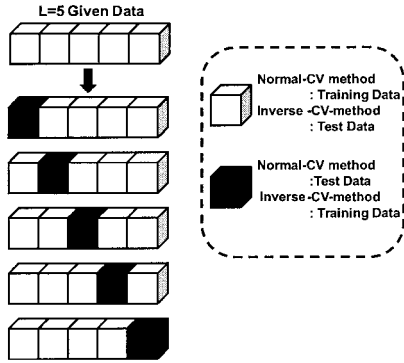 L=5 Given Data
Normal-CV method
: Training Data
Inverse -CV-method
: Test Data
Normal-CV method
:Test Data
Inverse -CV-method
: Training Data